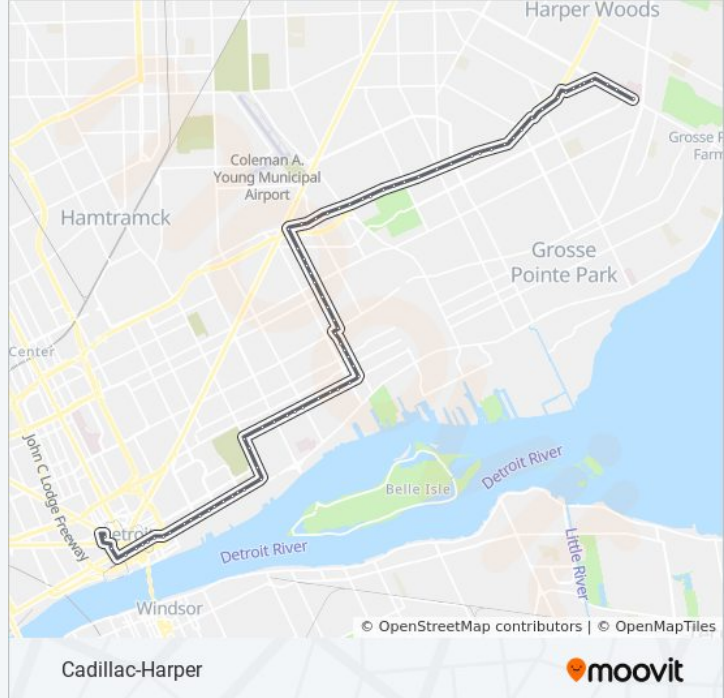 Harper Woods
Coleman A.
Young Municipal
Airport
Grosse P
Farm
Hamtramck
Grosse
Pointe Park
Center
John C Lodge Freeway
Belle Isle
Detroit River
Detroit
Detroit River
Little River
Windsor
© OpenStreetMap contributors | © OpenMapTiles
Cadillac-Harper
moovit